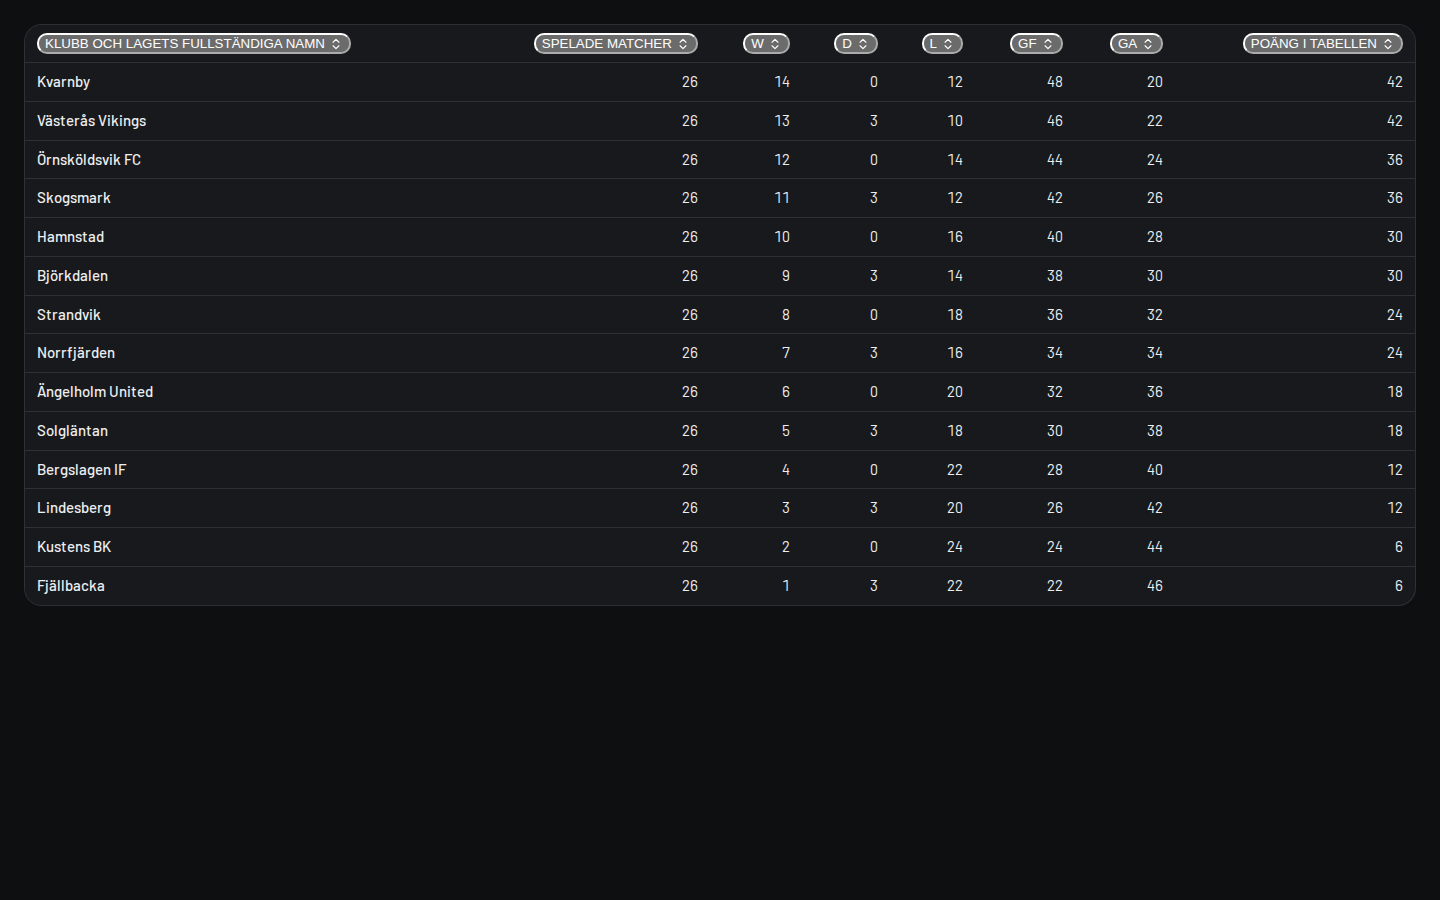 KLUBB OCH LAGETS FULLSTÄNDIGA NAMN SPELADE MATCHER W D L GF GA POÄNG I TABELLEN
Kvarnby 26 14 0 12 48 20 42
Västerås Vikings 26 13 3 10 46 22 42
Örnsköldsvik FC 26 12 0 14 44 24 36
Skogsmark 26 11 3 12 42 26 36
Hamnstad 26 10 0 16 40 28 30
Björkdalen 26 9 3 14 38 30 30
Strandvik 26 8 0 18 36 32 24
Norrfjärden 26 7 3 16 34 34 24
Ängelholm United 26 6 0 20 32 36 18
Solgläntan 26 5 3 18 30 38 18
Bergslagen IF 26 4 0 22 28 40 12
Lindesberg 26 3 3 20 26 42 12
Kustens BK 26 2 0 24 24 44 6
Fjällbacka 26 1 3 22 22 46 6